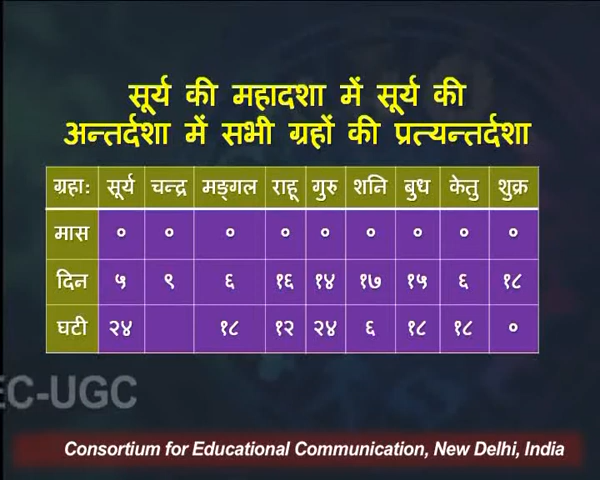 सूर्य की महादशा में सूर्य की
अन्तर्दशा में सभी ग्रहों की प्रत्यन्तर्दशा
ग्रहाः सूर्य चन्द्र मङ्गल राहू गुरु शनि बुध केतु शुक्र
मास ० ० ० ० ० ० ० ० ०
दिन ५ ९ ६ १६ १४ १७ १५ ६ १८
घटी २४ १८ १२ २४ ६ १८ १८ ०
EC-UGC
Consortium for Educational Communication, New Delhi, India